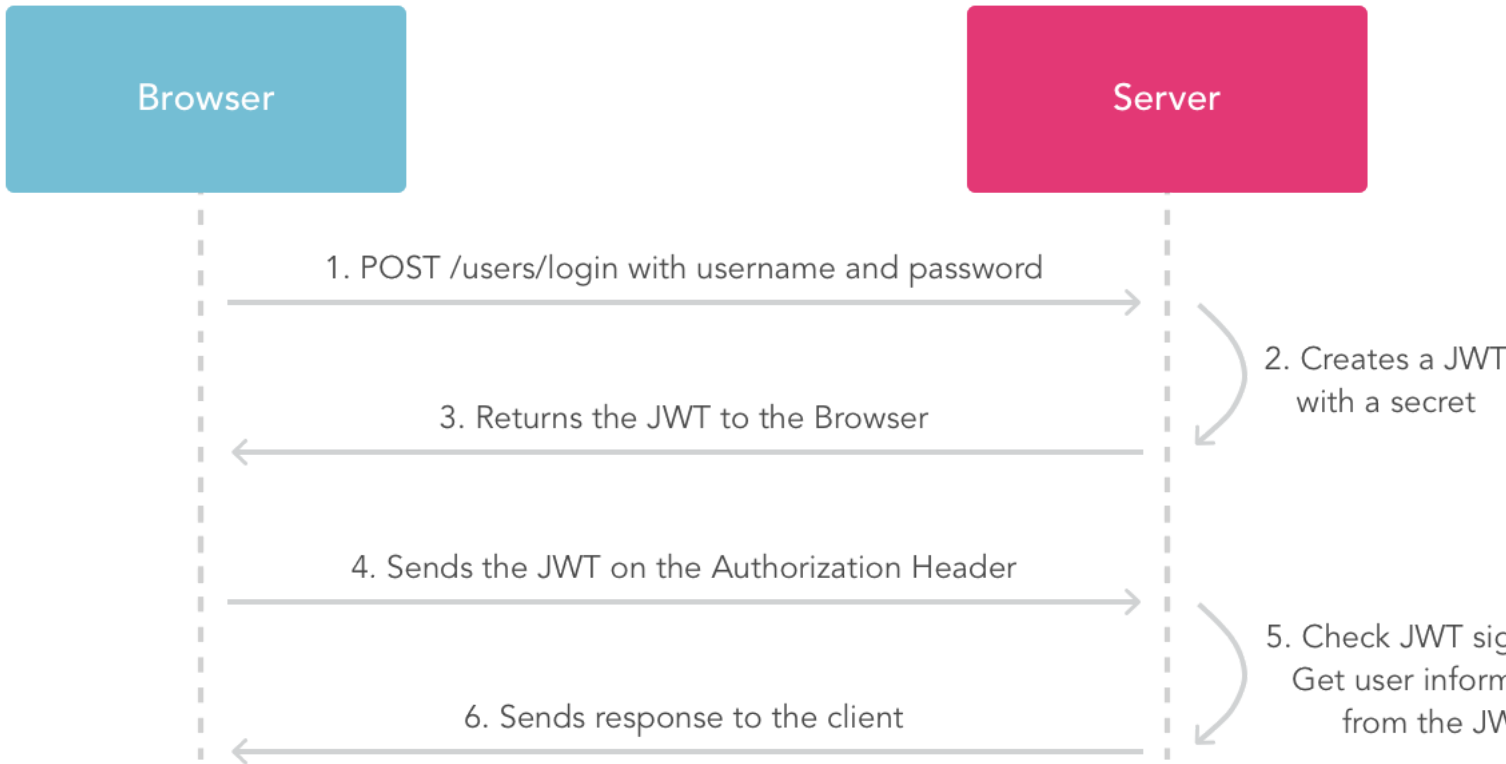 Browser
Server
1. POST /users/login with username and password
2. Creates a JWT
with a secret
3. Returns the JWT to the Browser
4. Sends the JWT on the Authorization Header
5. Check JWT
Get user
from the
6. Sends response to the client